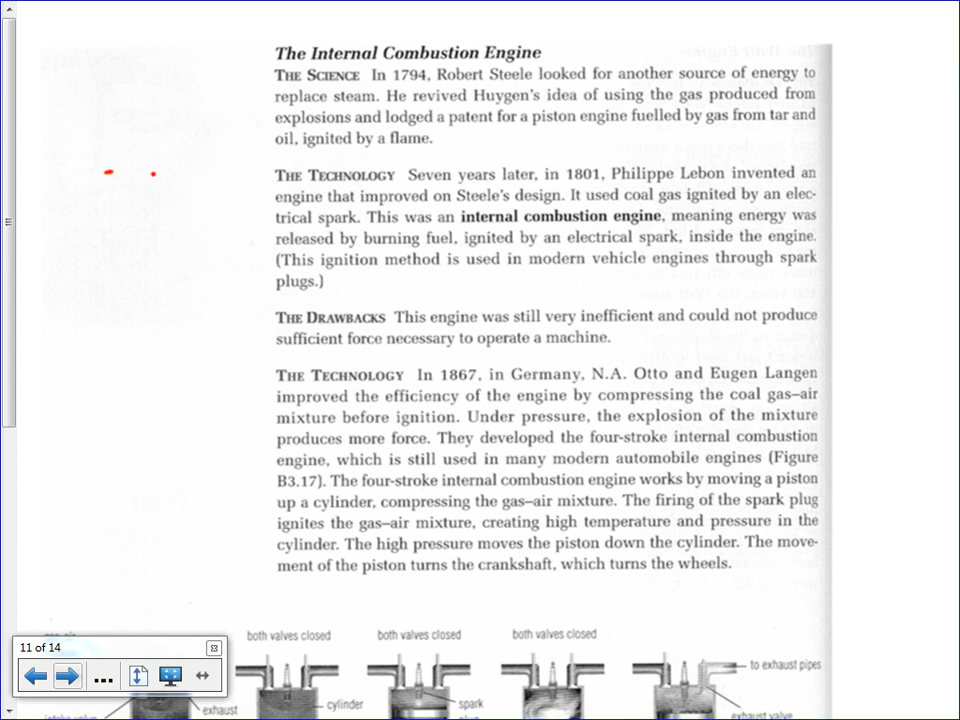 The Internal Combustion Engine
THE SCIENCE In 1794, Robert Steele looked for another source of energy to
replace steam. He revived Huygen's idea of using the gas produced from
explosions and lodged a patent for a piston engine fuelled by gas from tar and
oil, ignited by a flame.
THE TECHNOLOGY Seven years later, in 1801, Philippe Lebon invented an
engine that improved on Steele's design. It used coal gas ignited by an elec-
trical spark. This was an internal combustion engine, meaning energy was
released by burning fuel, ignited by an electrical spark, inside the engine.
(This ignition method is used in modern vehicle engines through spark
plugs.)
THE DRAWBACKS This engine was still very inefficient and could not produce
sufficient force necessary to operate a machine.
THE TECHNOLOGY In 1867, in Germany, N.A. Otto and Eugen Langen
improved the efficiency of the engine by compressing the coal gas–air
mixture before ignition. Under pressure, the explosion of the mixture
produces more force. They developed the four-stroke internal combustion
engine, which is still used in many modern automobile engines (Figure
B3.17). The four-stroke internal combustion engine works by moving a piston
up a cylinder, compressing the gas–air mixture. The firing of the spark plug
ignites the gas–air mixture, creating high temperature and pressure in the
cylinder. The high pressure moves the piston down the cylinder. The move-
ment of the piston turns the crankshaft, which turns the wheels.
both valves closed
both valves closed
both valves closed
11 of 14
to exhaust pipes
exhaust
cylinder
spark
exhaust valve